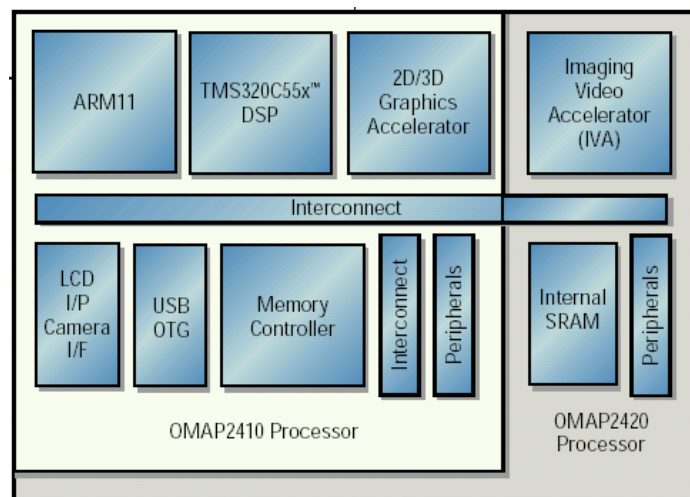 ARM11
TMS320C55x™
DSP
2D/3D
Graphics
Accelerator
Imaging
Video
Accelerator
(IVA)
Interconnect
LCD
I/P
Camera
I/F
USB
OTG
Memory
Controller
Interconnect
Peripherals
Internal
SRAM
Peripherals
OMAP2410 Processor
OMAP2420
Processor